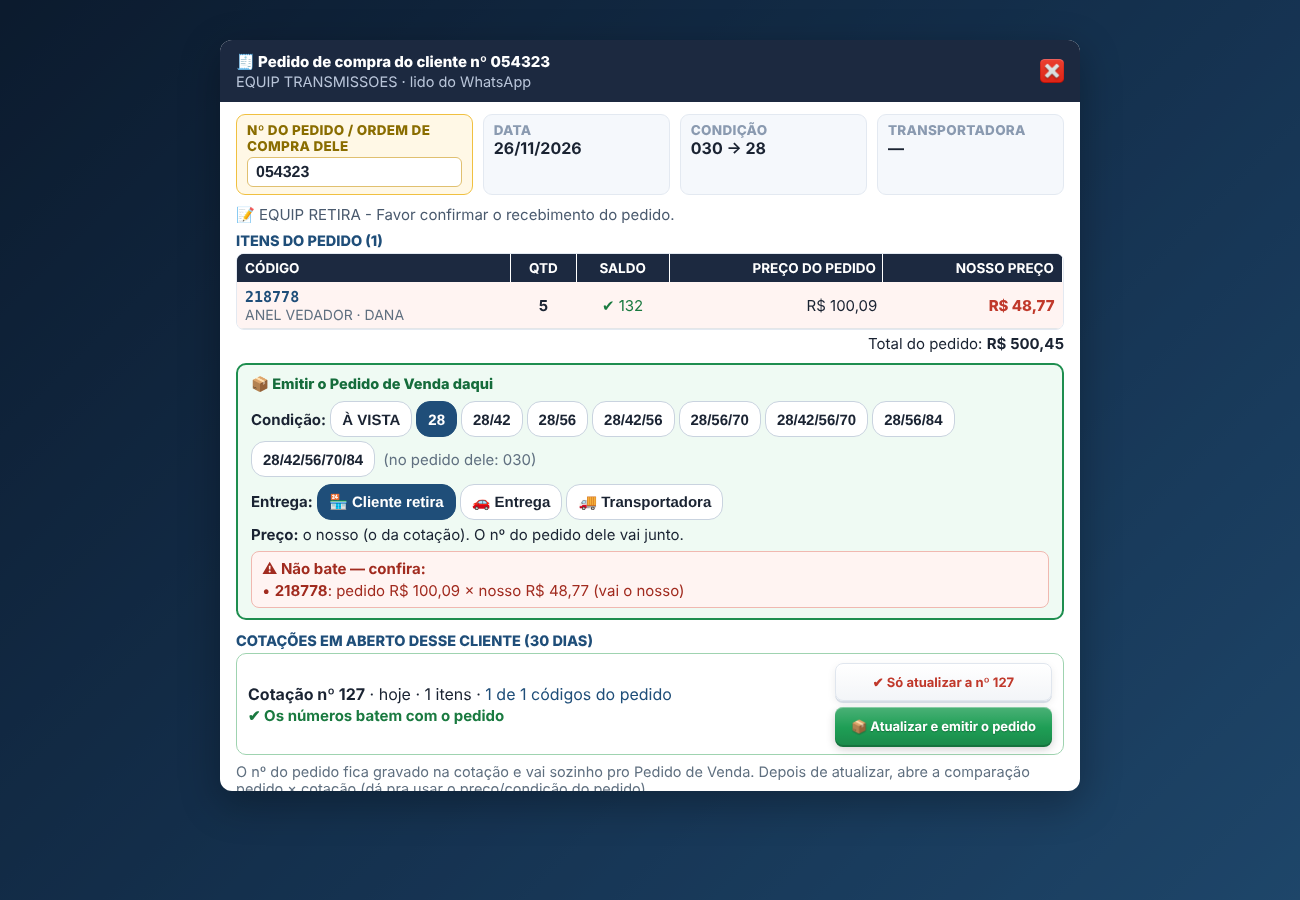 🧾 Pedido de compra do cliente nº 054323
EQUIP TRANSMISSOES · lido do WhatsApp
Nº DO PEDIDO / ORDEM DE COMPRA DELE
054323
DATA
26/11/2026
CONDIÇÃO
030 → 28
TRANSPORTADORA
—
📝 EQUIP RETIRA - Favor confirmar o recebimento do pedido.
ITENS DO PEDIDO (1)
CÓDIGO QTD SALDO PREÇO DO PEDIDO NOSSO PREÇO
218778 5 ✔ 132 R$ 100,09 R$ 48,77
ANEL VEDADOR · DANA
Total do pedido: R$ 500,45
📦 Emitir o Pedido de Venda daqui
Condição: À VISTA 28 28/42 28/56 28/42/56 28/56/70 28/42/56/70 28/56/84
28/42/56/70/84 (no pedido dele: 030)
Entrega: 🏪 Cliente retira 🚗 Entrega 🚚 Transportadora
Preço: o nosso (o da cotação). O nº do pedido dele vai junto.
⚠ Não bate — confira:
• 218778: pedido R$ 100,09 × nosso R$ 48,77 (vai o nosso)
COTAÇÕES EM ABERTO DESSE CLIENTE (30 DIAS)
Cotação nº 127 · hoje · 1 itens · 1 de 1 códigos do pedido
✔ Os números batem com o pedido
✔ Só atualizar a nº 127
📦 Atualizar e emitir o pedido
O nº do pedido fica gravado na cotação e vai sozinho pro Pedido de Venda. Depois de atualizar, abre a comparação
pedido × cotação (dá pra usar o preço/condição do pedido).